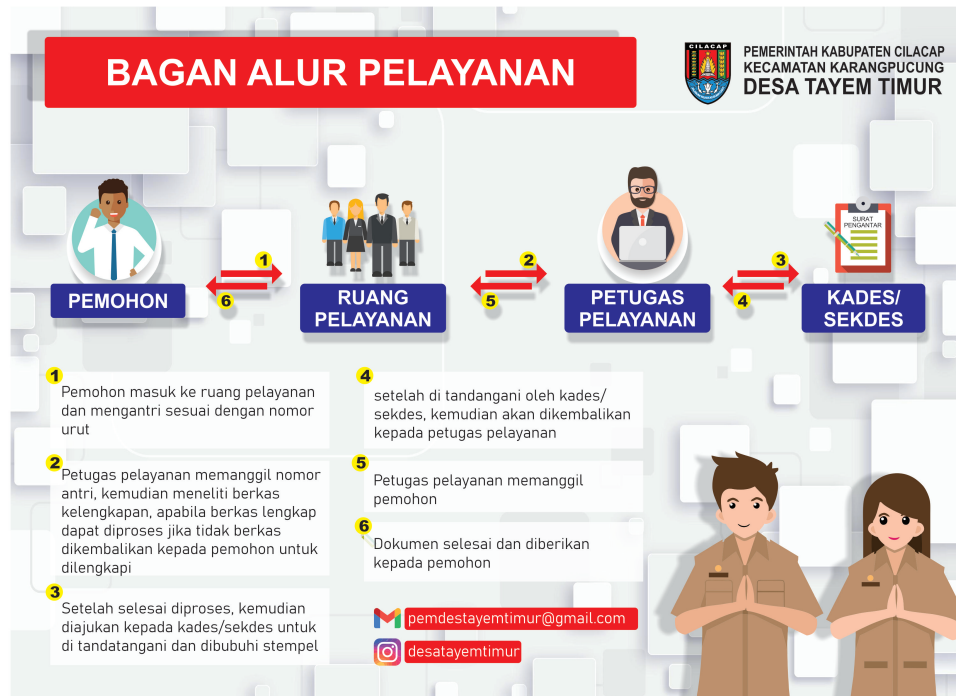 BAGAN ALUR PELAYANAN
CILACAP
PEMERINTAH KABUPATEN CILACAP
KECAMATAN KARANGPUCUNG
DESA TAYEM TIMUR
SURAT
PENGANTAR
1
6
2
5
3
4
PEMOHON
RUANG
PELAYANAN
PETUGAS
PELAYANAN
KADES/
SEKDES
1
Pemohon masuk ke ruang pelayanan
dan mengantri sesuai dengan nomor
urut
2
Petugas pelayanan memanggil nomor
antri, kemudian meneliti berkas
kelengkapan, apabila berkas lengkap
dapat diproses jika tidak berkas
dikembalikan kepada pemohon untuk
dilengkapi
3
Setelah selesai diproses, kemudian
diajukan kepada kades/sekdes untuk
di tandatangani dan dibubuhi stempel
4
setelah di tandangani oleh kades/
sekdes, kemudian akan dikembalikan
kepada petugas pelayanan
5
Petugas pelayanan memanggil
pemohon
6
Dokumen selesai dan diberikan
kepada pemohon
pemdestayemtimur@gmail.com
desatayemtimur